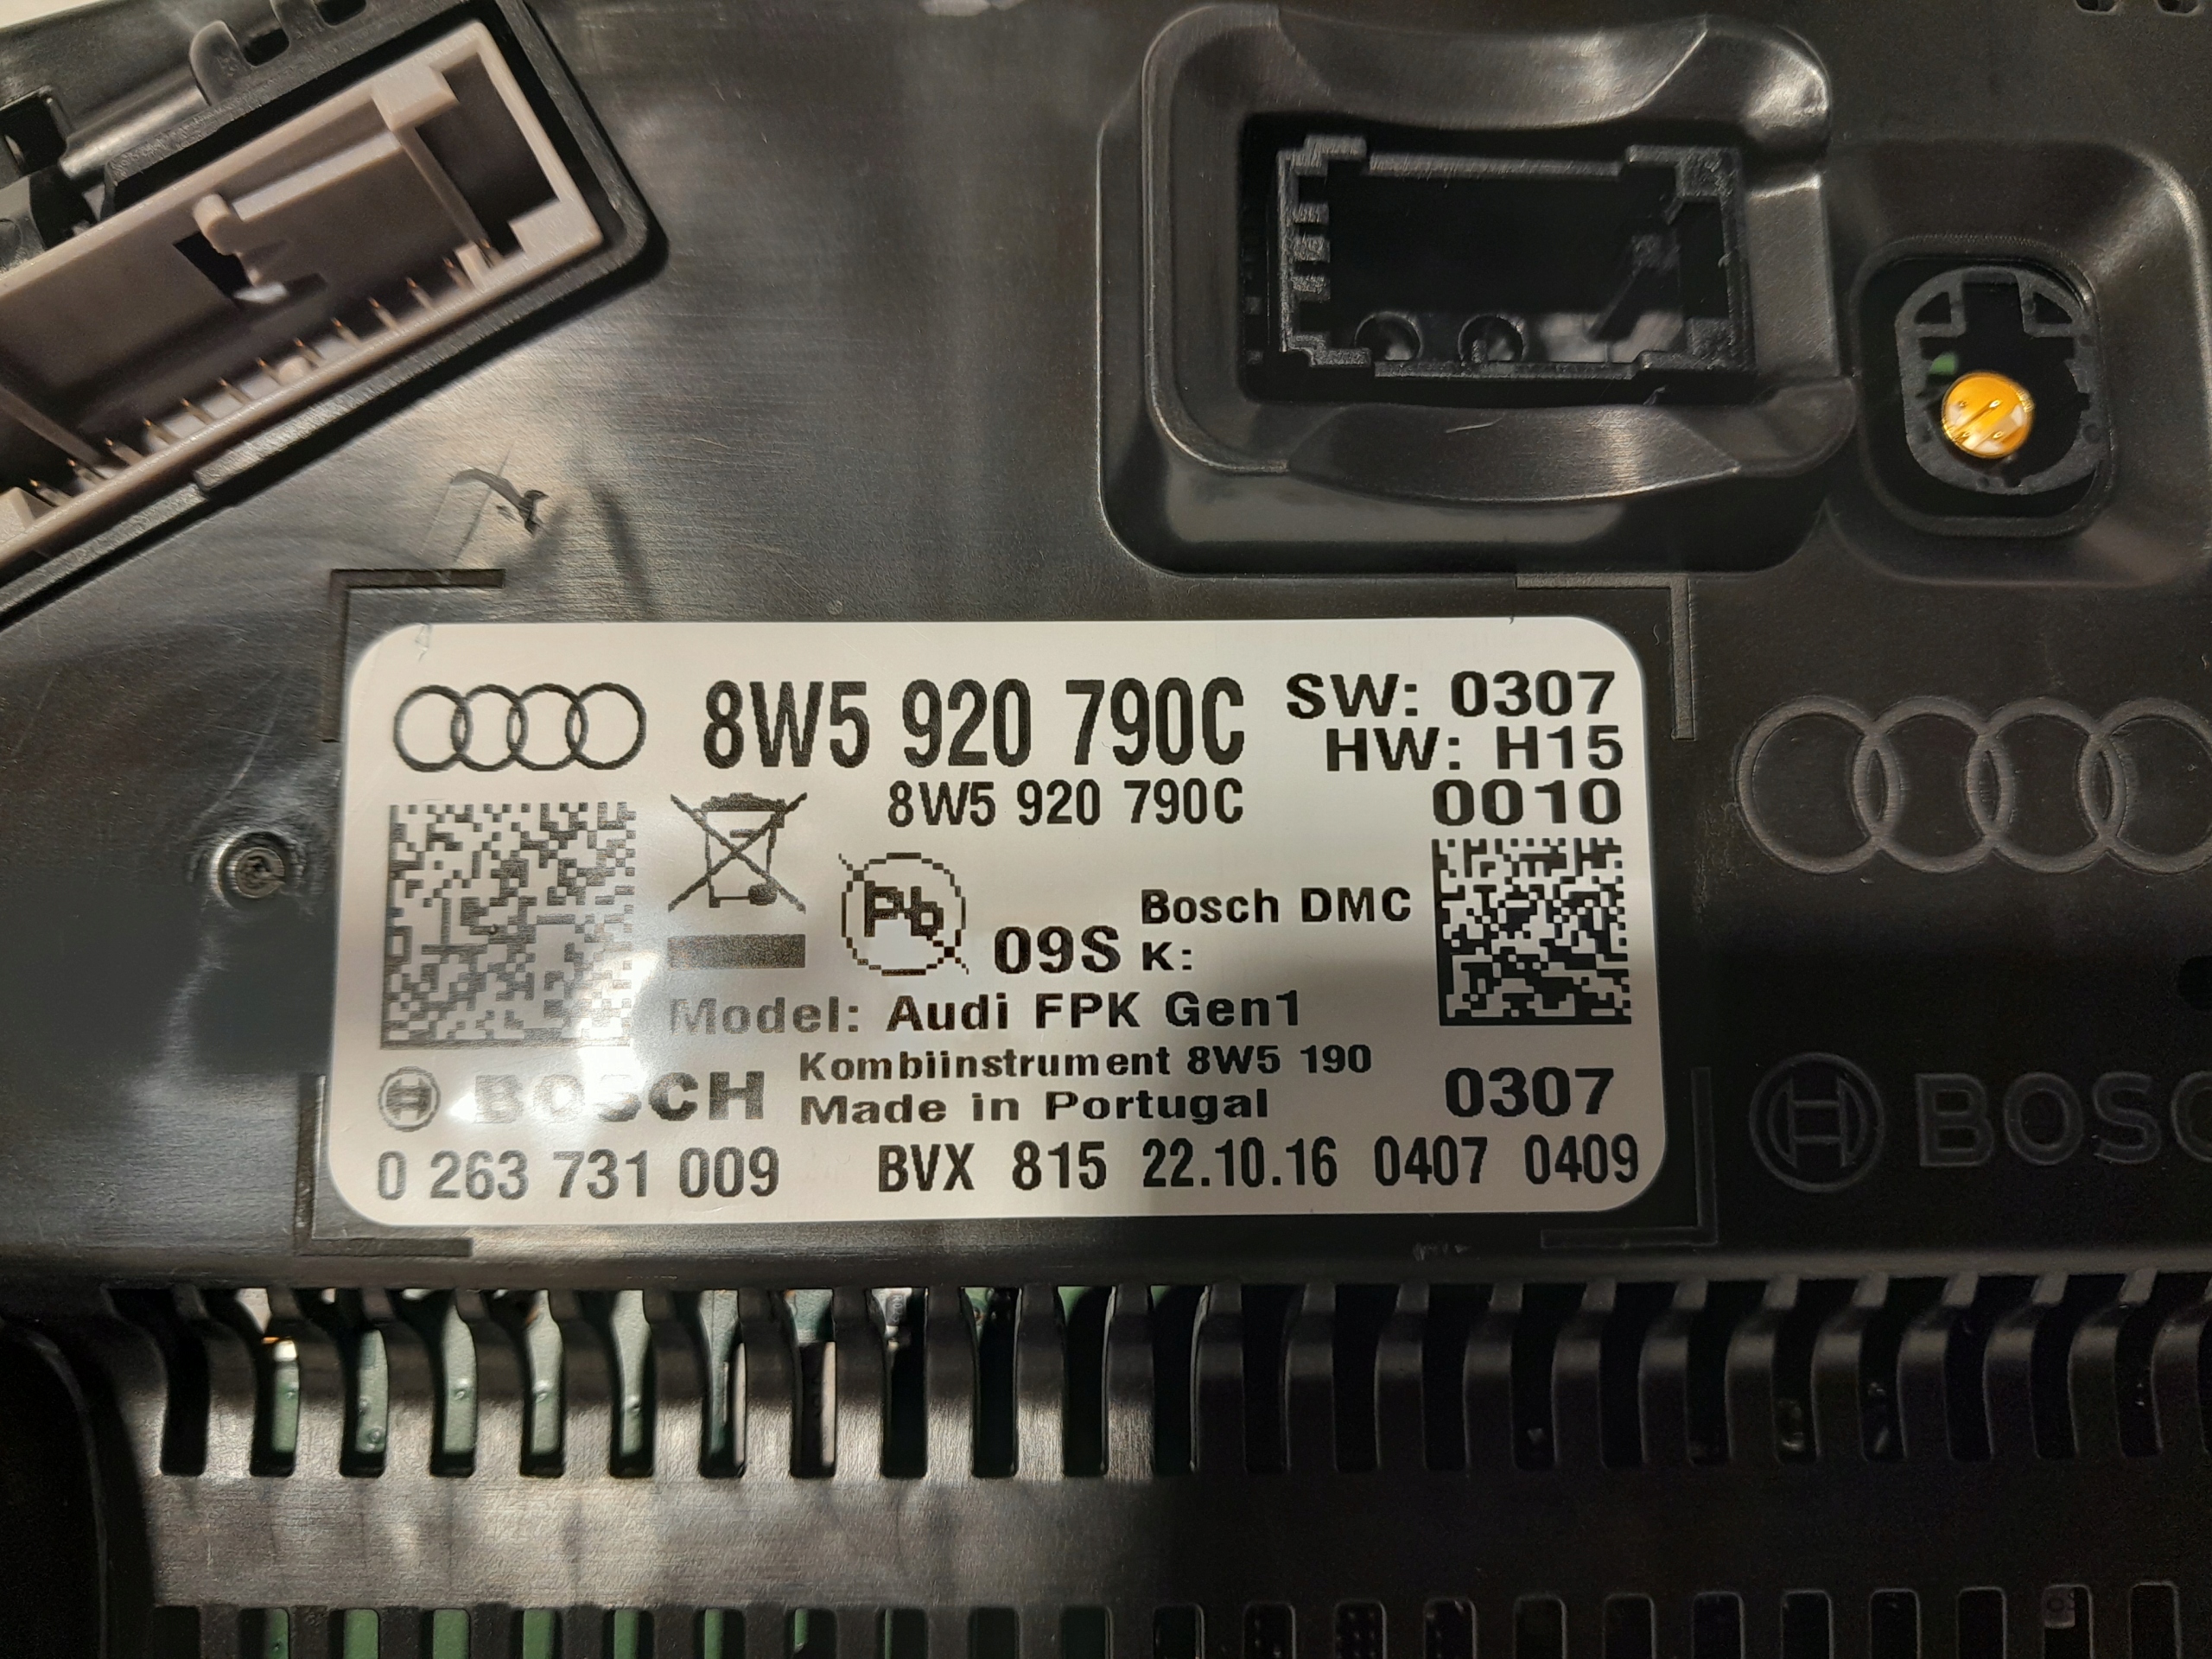 8W5 920 790C SW: 0307
HW: H15
8W5 920 790C 0010
Pb
09S Bosch DMC
K:
Model: Audi FPK Gen1
BOSCH Kombiinstrument 8W5 190
Made in Portugal 0307
0 263 731 009 BVX 815 22.10.16 0407 0409
BOSC